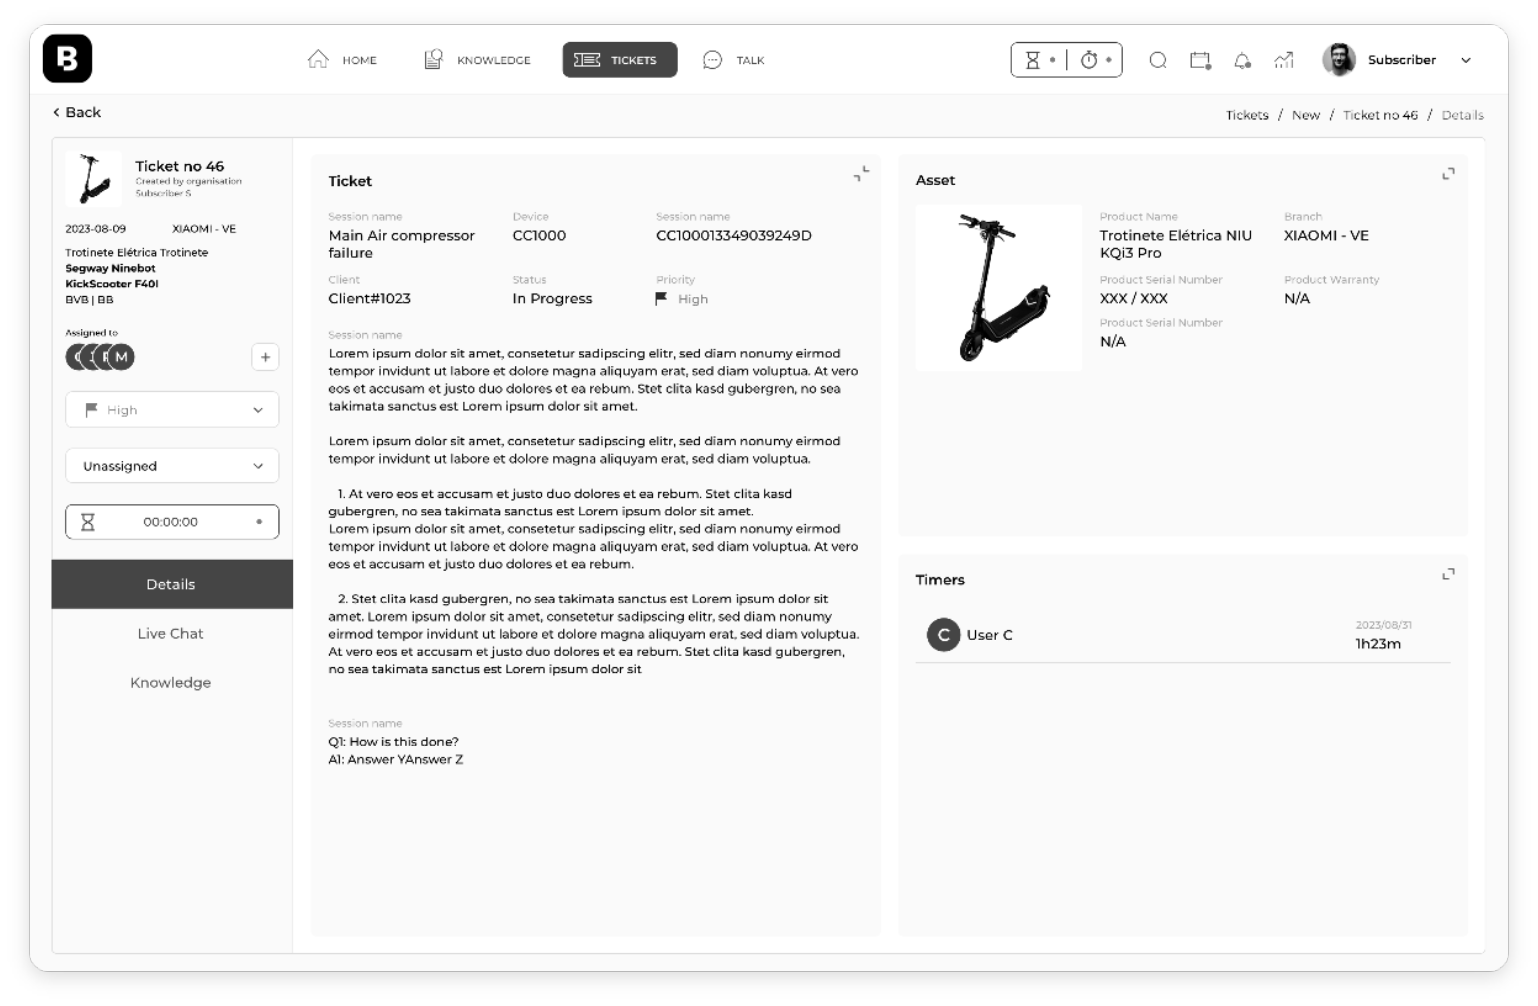 B
HOME
KNOWLEDGE
TICKETS
TALK
Subscriber
Back
Tickets / New / Ticket no 46 / Details
Ticket no 46
Created by organisation
Subscriber S
2023-08-09 XIAOMI - VE
Trotinete Elétrica Trotinete
Segway Ninebot
KickScooter F40I
BVB | BB
Assigned to
M
+
High
Unassigned
00:00:00
Details
Live Chat
Knowledge
Ticket
Session name
Main Air compressor
failure
Device
CC1000
Session name
CC100013349039249D
Client
Client#1023
Status
In Progress
Priority
High
Session name
Lorem ipsum dolor sit amet, consetetur sadipscing elitr, sed diam nonumy eirmod
tempor invidunt ut labore et dolore magna aliquyam erat, sed diam voluptua. At vero
eos et accusam et justo duo dolores et ea rebum. Stet clita kasd gubergren, no sea
takimata sanctus est Lorem ipsum dolor sit amet.
Lorem ipsum dolor sit amet, consetetur sadipscing elitr, sed diam nonumy eirmod
tempor invidunt ut labore et dolore magna aliquyam erat, sed diam voluptua.
1. At vero eos et accusam et justo duo dolores et ea rebum. Stet clita kasd
gubergren, no sea takimata sanctus est Lorem ipsum dolor sit amet.
Lorem ipsum dolor sit amet, consetetur sadipscing elitr, sed diam nonumy eirmod
tempor invidunt ut labore et dolore magna aliquyam erat, sed diam voluptua. At vero
eos et accusam et justo duo dolores et ea rebum.
2. Stet clita kasd gubergren, no sea takimata sanctus est Lorem ipsum dolor sit
amet. Lorem ipsum dolor sit amet, consetetur sadipscing elitr, sed diam nonumy
eirmod tempor invidunt ut labore et dolore magna aliquyam erat, sed diam voluptua.
At vero eos et accusam et justo duo dolores et ea rebum. Stet clita kasd gubergren,
no sea takimata sanctus est Lorem ipsum dolor sit
Session name
Q1: How is this done?
A1: Answer YAnswer Z
Asset
Product Name
Trotinete Elétrica NIU
KQi3 Pro
Branch
XIAOMI - VE
Product Serial Number
XXX / XXX
Product Warranty
N/A
Product Serial Number
N/A
Timers
C
User C
2023/08/31
1h23m